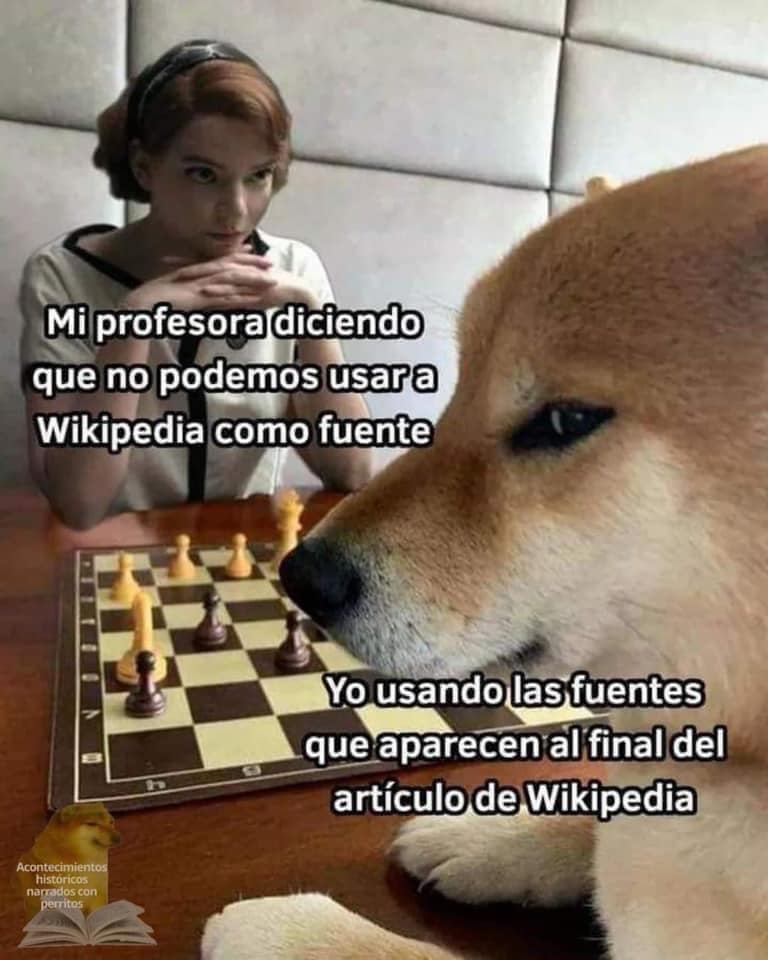 Mi profesora diciendo
que no podemos usar a
Wikipedia como fuente
Yo usando las fuentes
que aparecen al final del
artículo de Wikipedia
Acontecimientos
históricos
narrados con
perritos